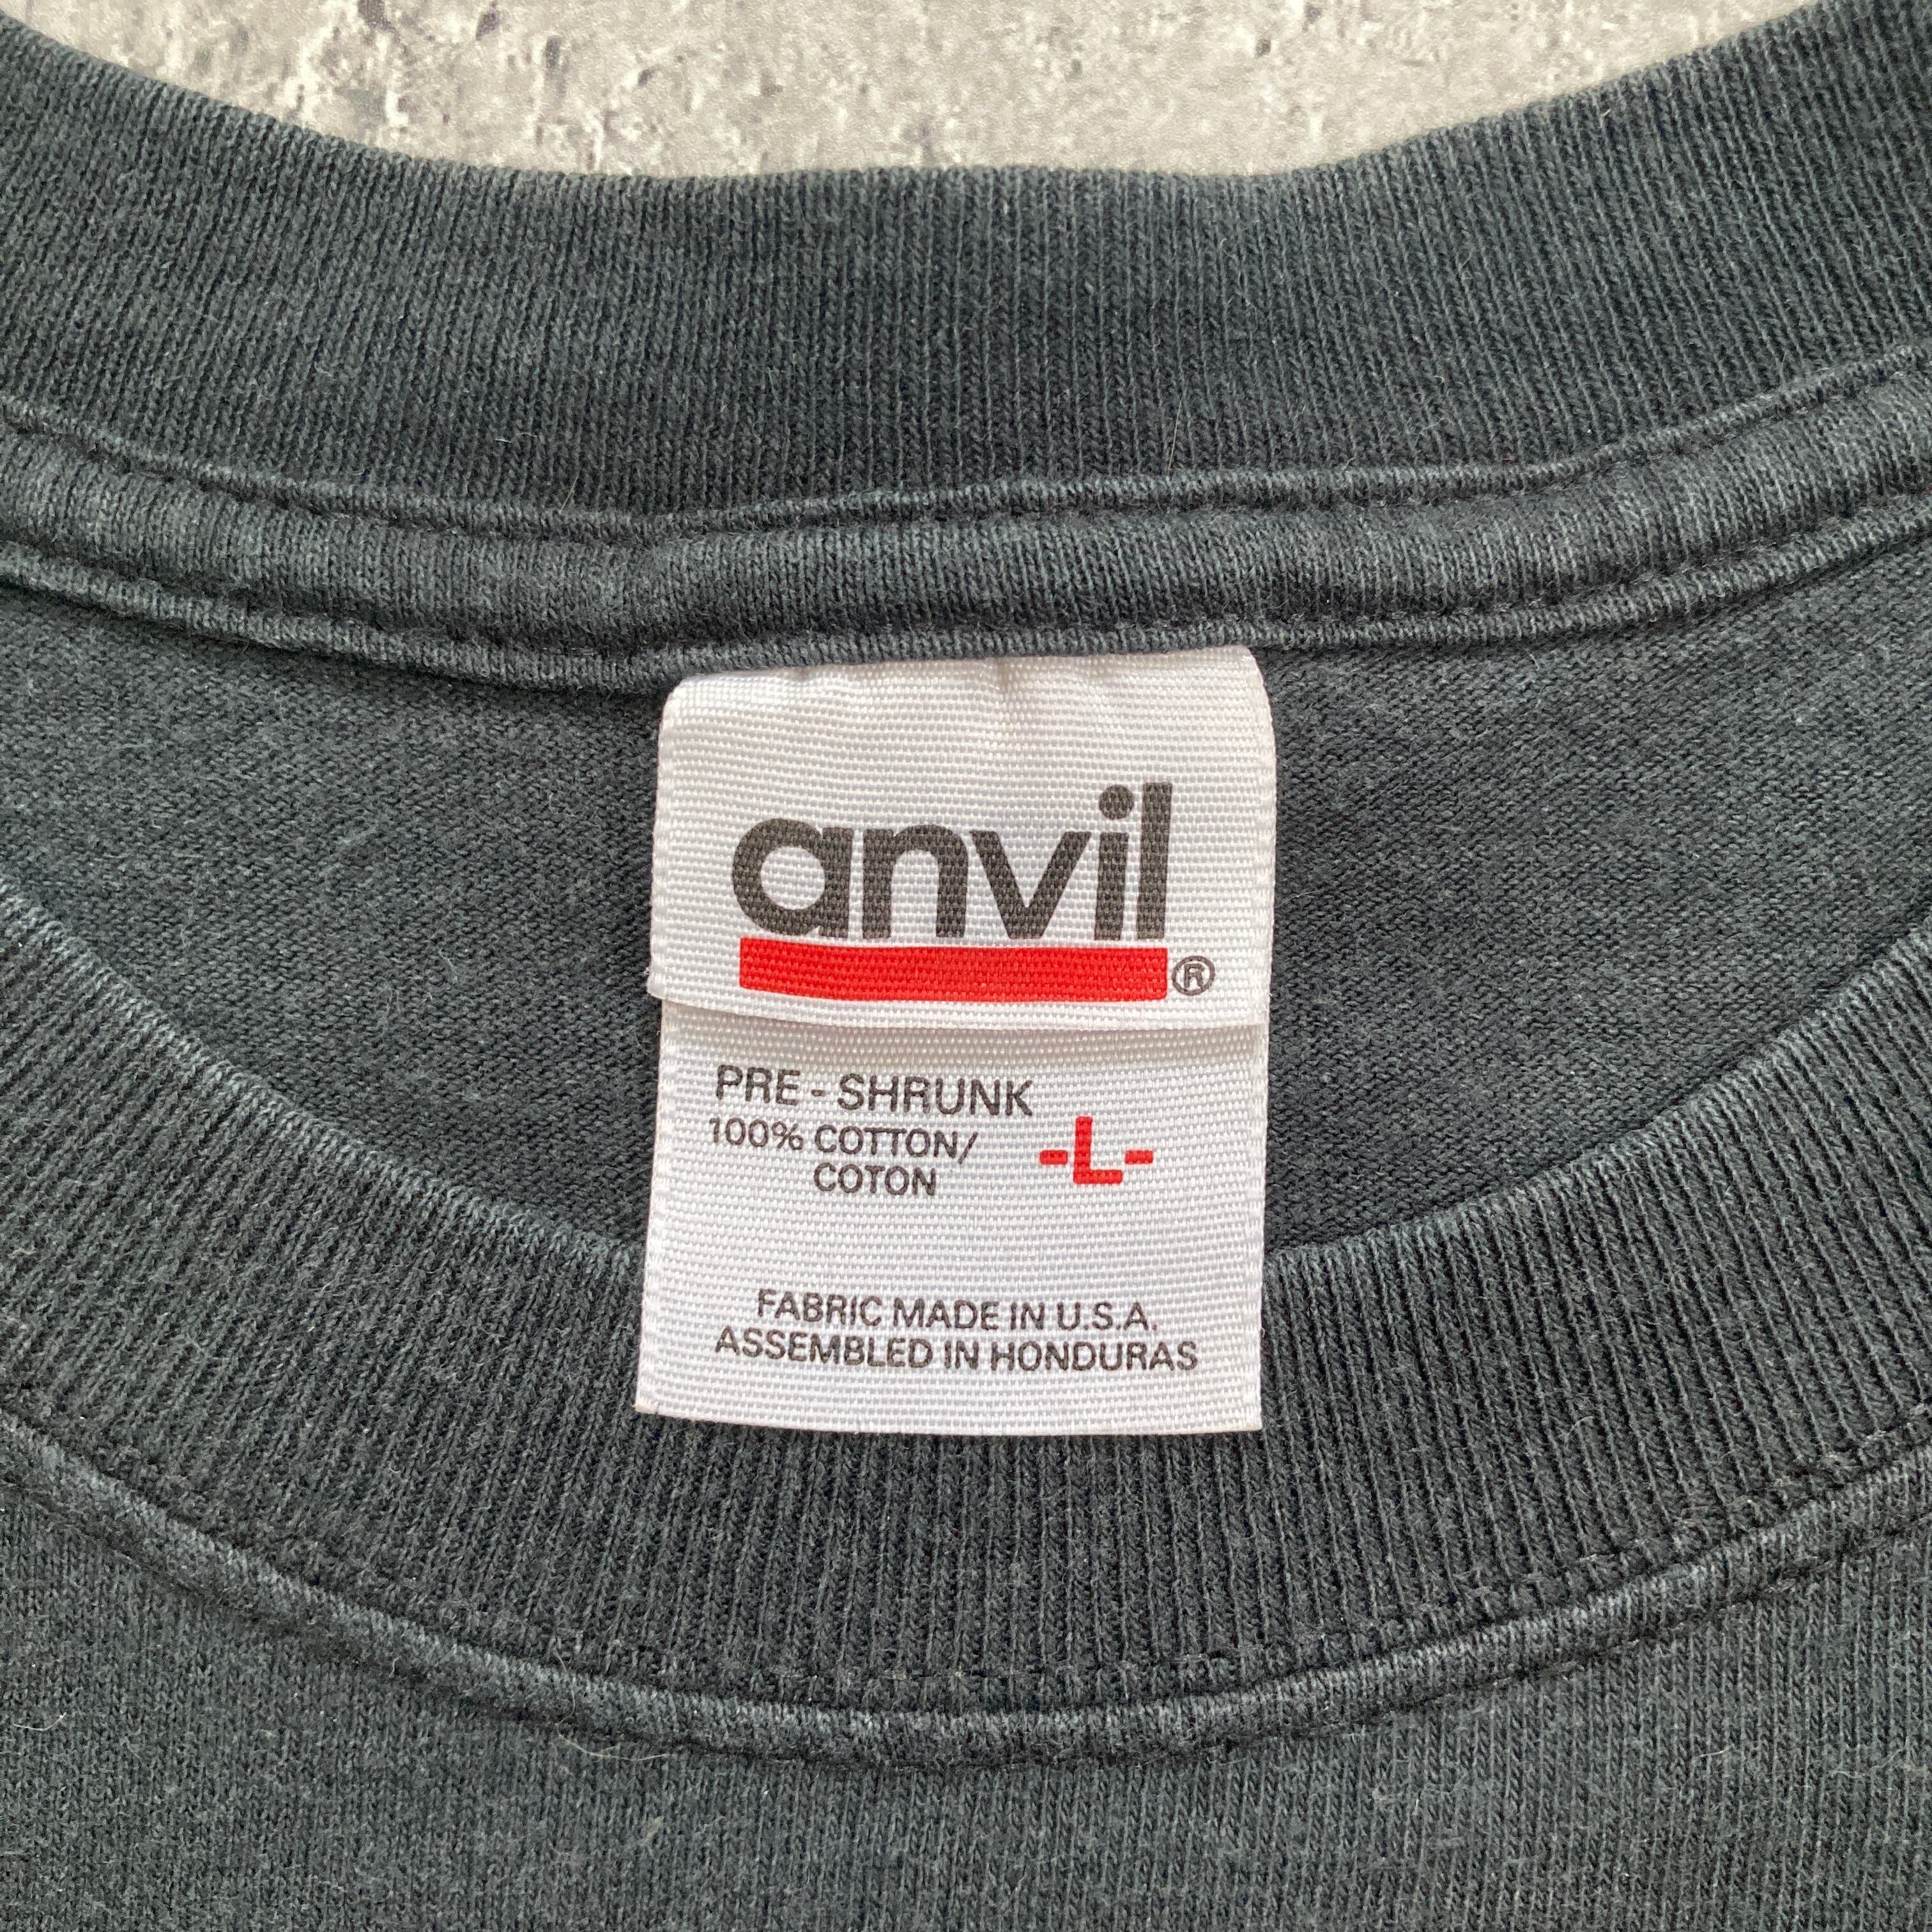 anvil
®
PRE - SHRUNK
100% COTTON/
COTON
-L-
FABRIC MADE IN U.S.A.
ASSEMBLED IN HONDURAS